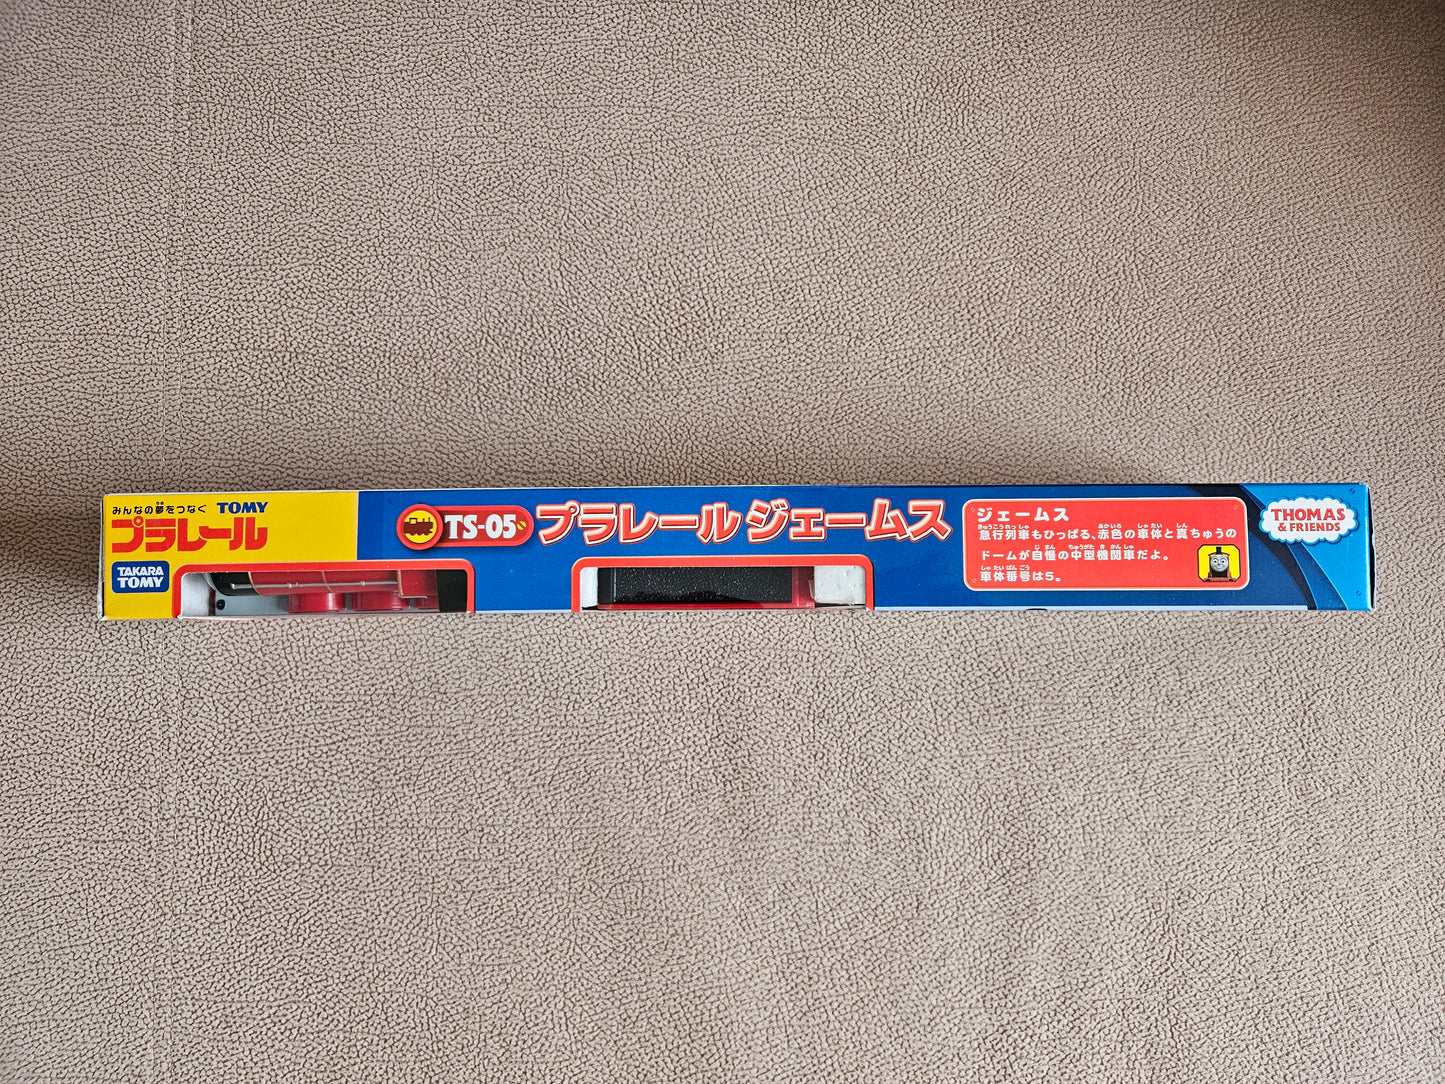 みんなの夢をつなぐ TOMY
プラレール
TAKARA
TOMY
TS-05
プラレール ジェームス
ジェームス
急行列車もひっぱる、赤色の車体と真ちゅうの
ドームが自慢の中型機関車だよ。
車体番号は5。
THOMAS
& FRIENDS